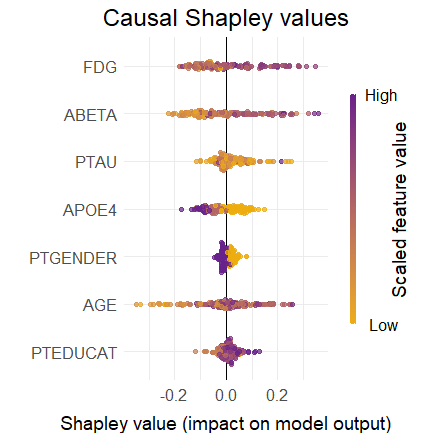 Causal Shapley values
FDG
ABETA
PTAU
APOE4
PTGENDER
AGE
PTEDUCAT
-0.2 0.0 0.2
Shapley value (impact on model output)
High
Scaled feature value
Low